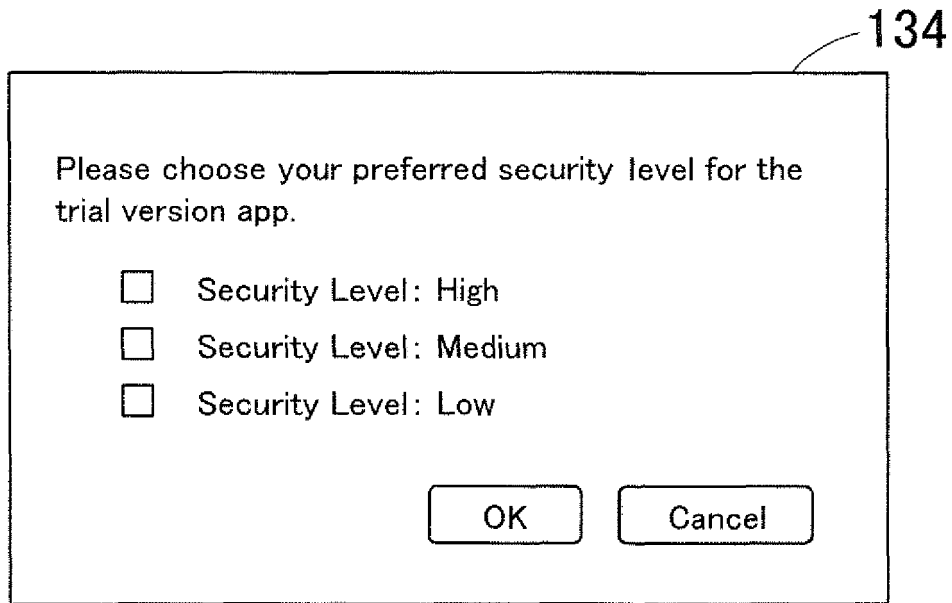 134
Please choose your preferred security level for the
trial version app.
Security Level: High
Security Level: Medium
Security Level: Low
OK Cancel